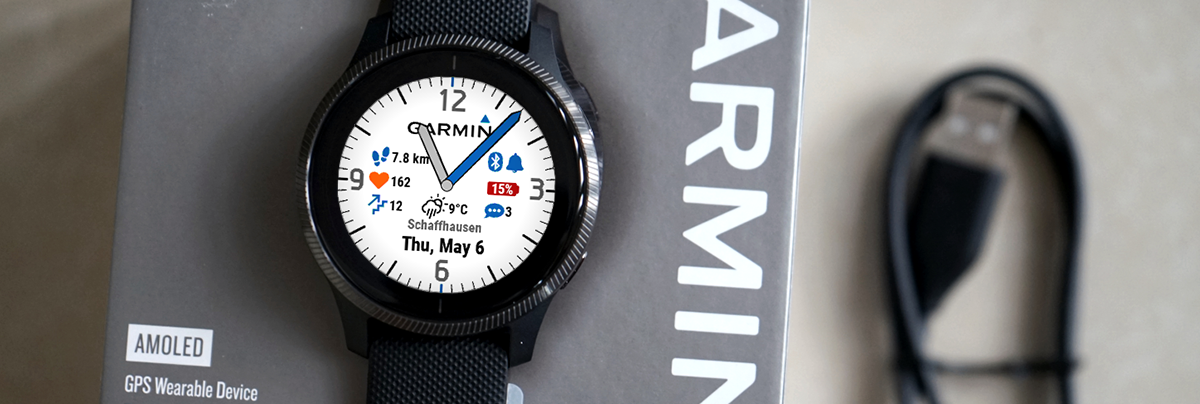 12
GARMIN
7.8 km
9
162
15%
3
12
9°C
3
Schaffhausen
Thu, May 6
6
ARMIN
AMOLED
GPS Wearable Device